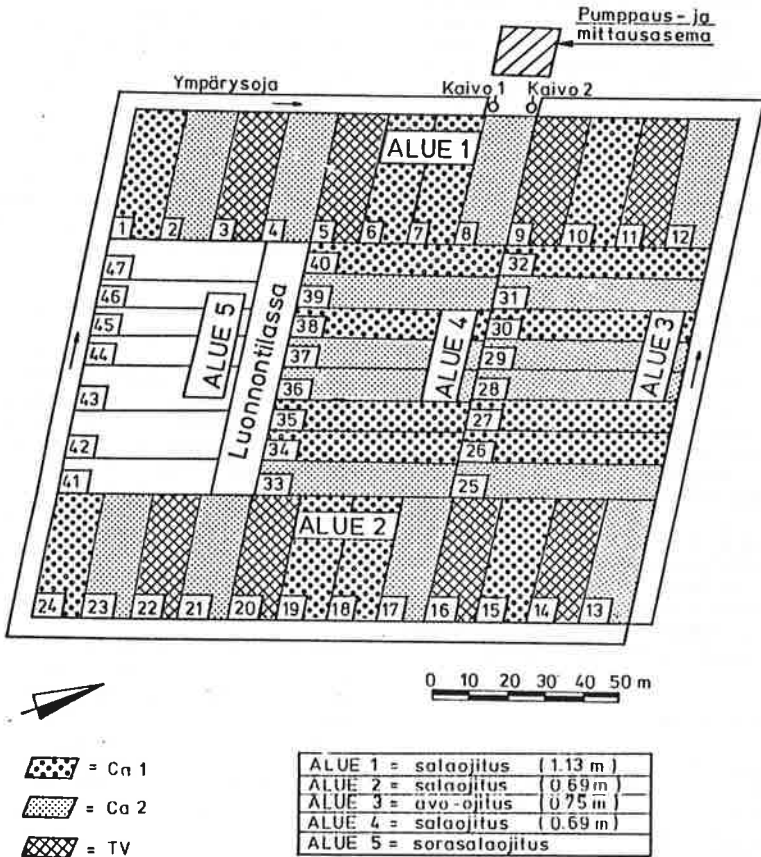 Pumppaus- ja
mittausasema
Ympärysoja
Kaivo 1 Kaivo 2
ALUE 1
1 2 3 4 5 6 7 8 9 10 11 12
47
46
45
44
43
42
41
ALUE 5
Luonnontilassa
40
39
38
37
36
35
34
33
ALUE 4
32
31
30
29
28
27
26
25
ALUE 3
ALUE 2
24 23 22 21 20 19 18 17 16 15 14 13
0 10 20 30 40 50 m
= Ca 1
= Ca 2
= TV
ALUE 1 = salaojitus (1.13 m)
ALUE 2 = salaojitus (0.69 m)
ALUE 3 = avo-ojitus (0.75 m)
ALUE 4 = salaojitus (0.69 m)
ALUE 5 = sorasalaojitus